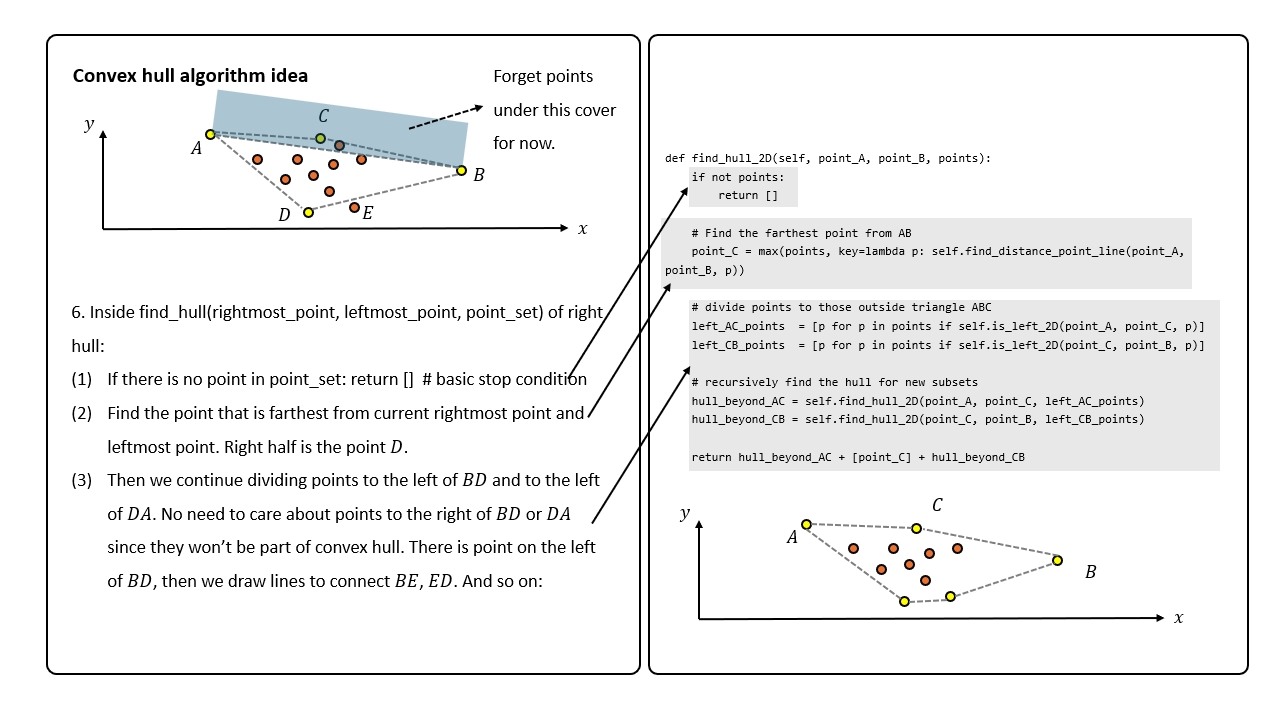 Convex hull algorithm idea
Forget points
under this cover
for now.
y
C
A
B
D
E
x
6. Inside find_hull(rightmost_point, leftmost_point, point_set) of right
hull:
(1) If there is no point in point_set: return [] # basic stop condition
(2) Find the point that is farthest from current rightmost point and
leftmost point. Right half is the point D.
(3) Then we continue dividing points to the left of BD and to the left
of DA. No need to care about points to the right of BD or DA
since they won't be part of convex hull. There is point on the left
of BD, then we draw lines to connect BE, ED. And so on:
def find_hull_2D(self, point_A, point_B, points):
if not points:
return []
# Find the farthest point from AB
point_C = max(points, key=lambda p: self.find_distance_point_line(point_A,
point_B, p))
# divide points to those outside triangle ABC
left_AC_points  = [p for p in points if self.is_left_2D(point_A, point_C, p)]
left_CB_points  = [p for p in points if self.is_left_2D(point_C, point_B, p)]
# recursively find the hull for new subsets
hull_beyond_AC = self.find_hull_2D(point_A, point_C, left_AC_points)
hull_beyond_CB = self.find_hull_2D(point_C, point_B, left_CB_points)
return hull_beyond_AC + [point_C] + hull_beyond_CB
y
C
A
B
x